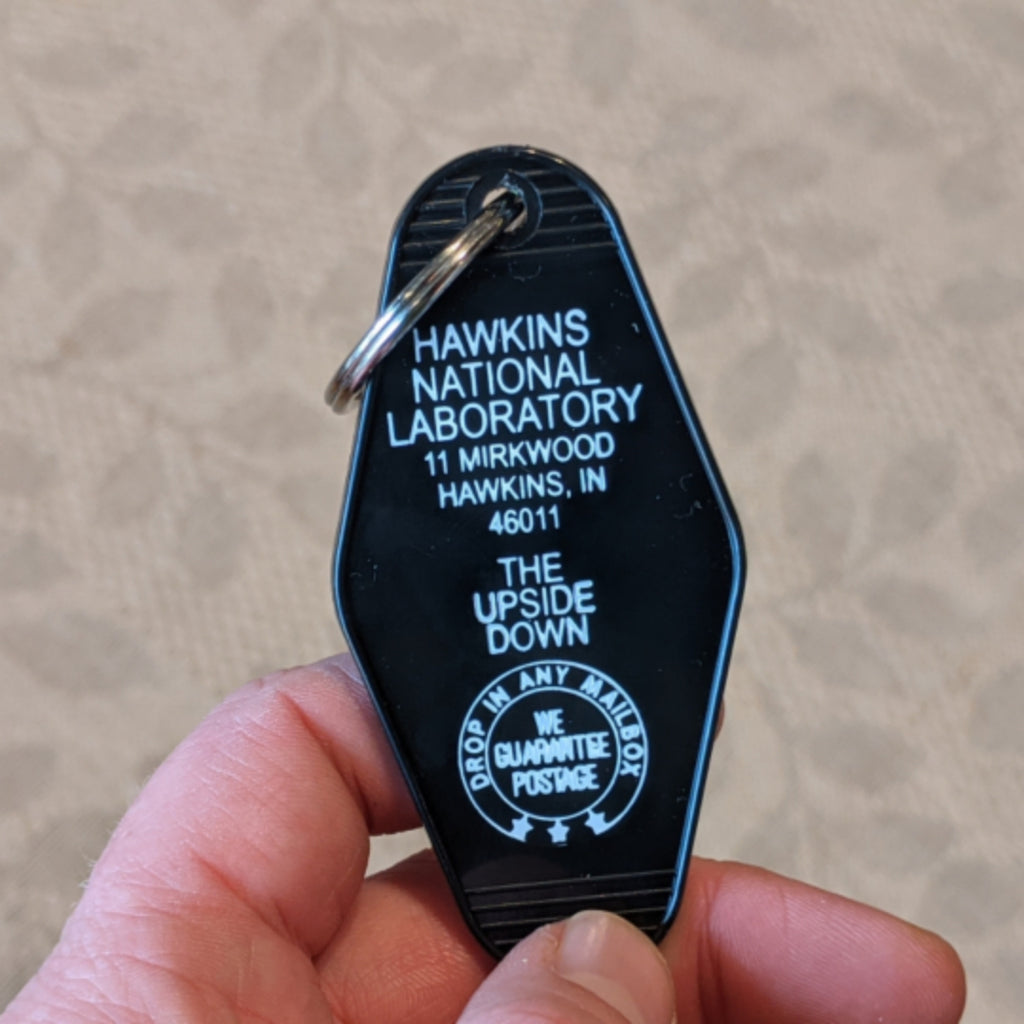 HAWKINS
NATIONAL
LABORATORY
11 MIRKWOOD
HAWKINS, IN
46011
THE
UPSIDE
DOWN
DROP IN ANY MAILBOX
WE
GUARANTEE
POSTAGE